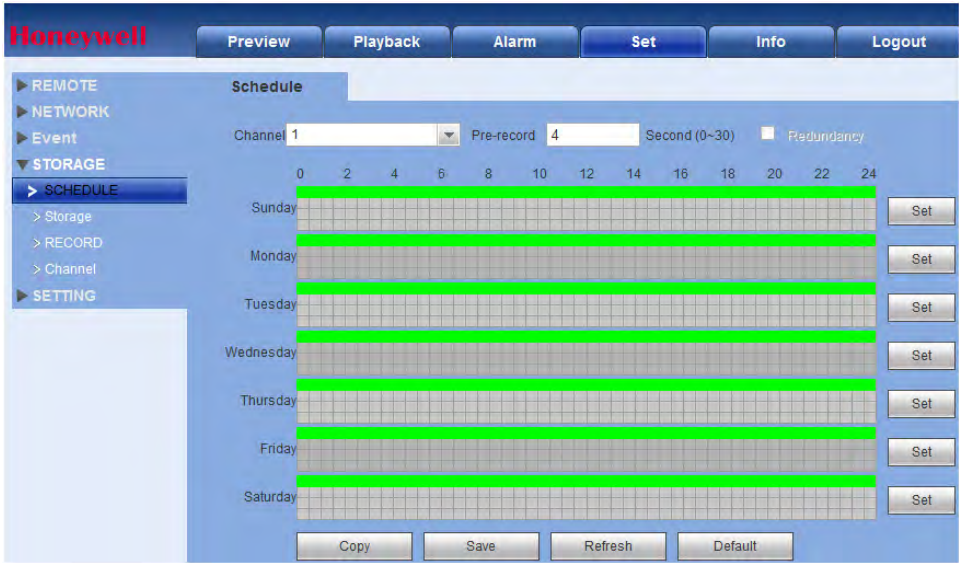 Honeywell
Preview Playback Alarm Set Info Logout
REMOTE
NETWORK
Event
STORAGE
> SCHEDULE
> Storage
> RECORD
> Channel
SETTING
Schedule
Channel 1 Pre-record 4 Second (0~30) Redundancy
0 2 4 6 8 10 12 14 16 18 20 22 24
Sunday Set
Monday Set
Tuesday Set
Wednesday Set
Thursday Set
Friday Set
Saturday Set
Copy Save Refresh Default